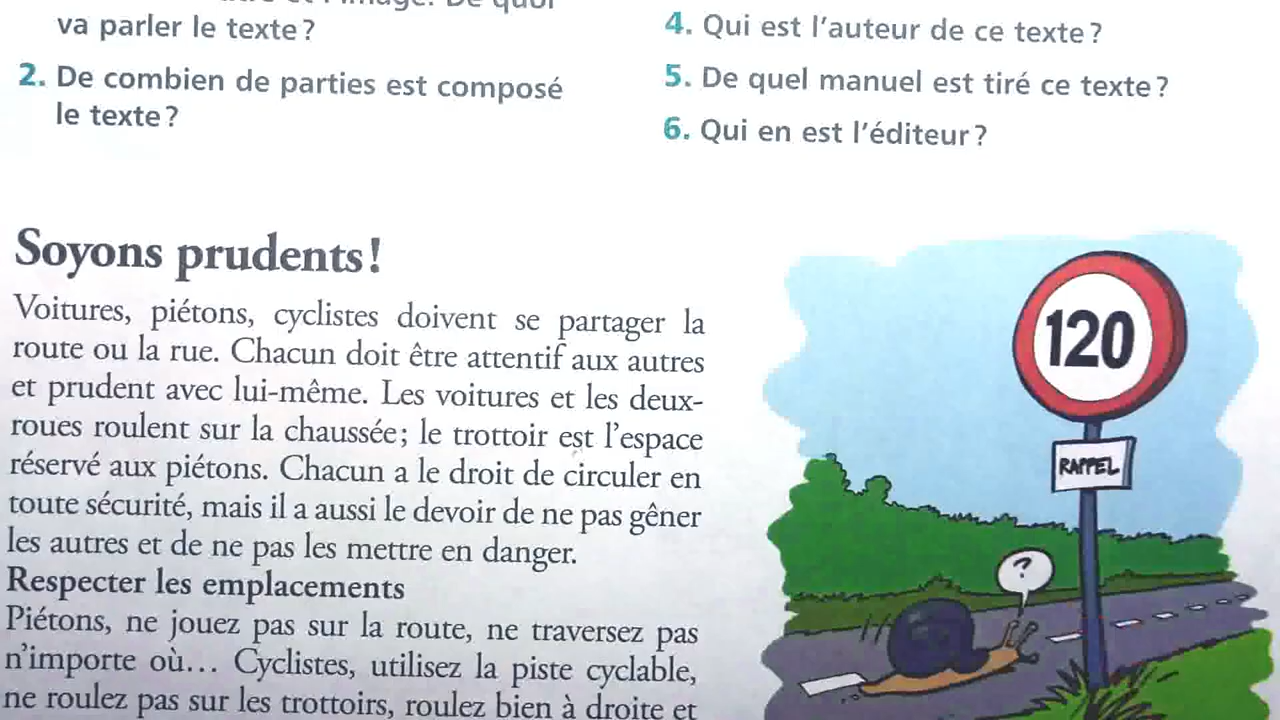 va parler le texte ?
2. De combien de parties est composé
le texte ?
4. Qui est l'auteur de ce texte ?
5. De quel manuel est tiré ce texte ?
6. Qui en est l'éditeur ?
Soyons prudents !
Voitures, piétons, cyclistes doivent se partager la
route ou la rue. Chacun doit être attentif aux autres
et prudent avec lui-même. Les voitures et les deux-
roues roulent sur la chaussée ; le trottoir est l'espace
réservé aux piétons. Chacun a le droit de circuler en
toute sécurité, mais il a aussi le devoir de ne pas gêner
les autres et de ne pas les mettre en danger.
Respecter les emplacements
Piétons, ne jouez pas sur la route, ne traversez pas
n'importe où... Cyclistes, utilisez la piste cyclable,
ne roulez pas sur les trottoirs, roulez bien à droite et
120
RAPPEL
?